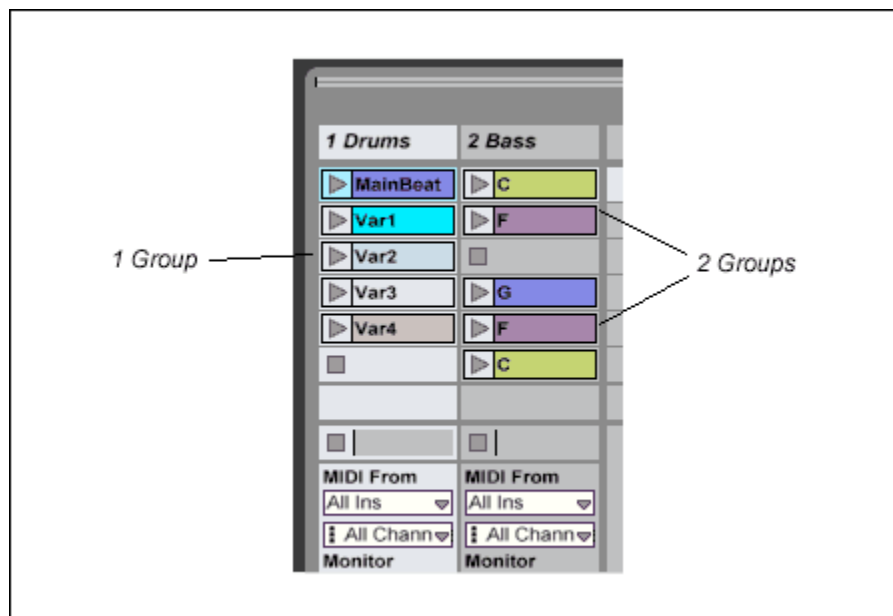 1 Drums 2 Bass
MainBeat C
Var1 F
1 Group Var2 2 Groups
Var3 G
Var4 F
C
MIDI From MIDI From
All Ins All Ins
All Chann All Chann
Monitor Monitor